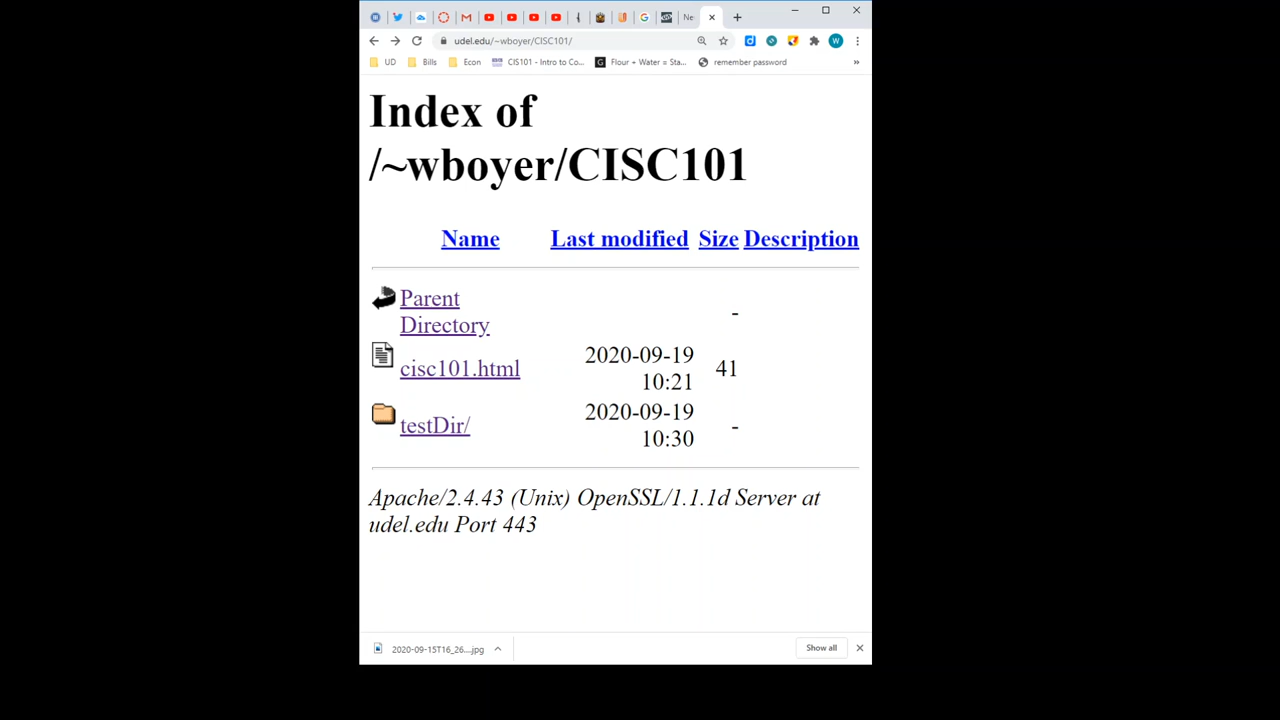 Ne
udel.edu/~wboyer/CISC101/
W
UD Bills Econ CIS101 - Intro to Co... G Flour + Water = Sta... remember password »
Index of
/~wboyer/CISC101
Name Last modified Size Description
Parent
Directory -
cisc101.html 2020-09-19
10:21 41
testDir/ 2020-09-19
10:30 -
Apache/2.4.43 (Unix) OpenSSL/1.1.1d Server at
udel.edu Port 443
2020-09-15T16_26....jpg Show all